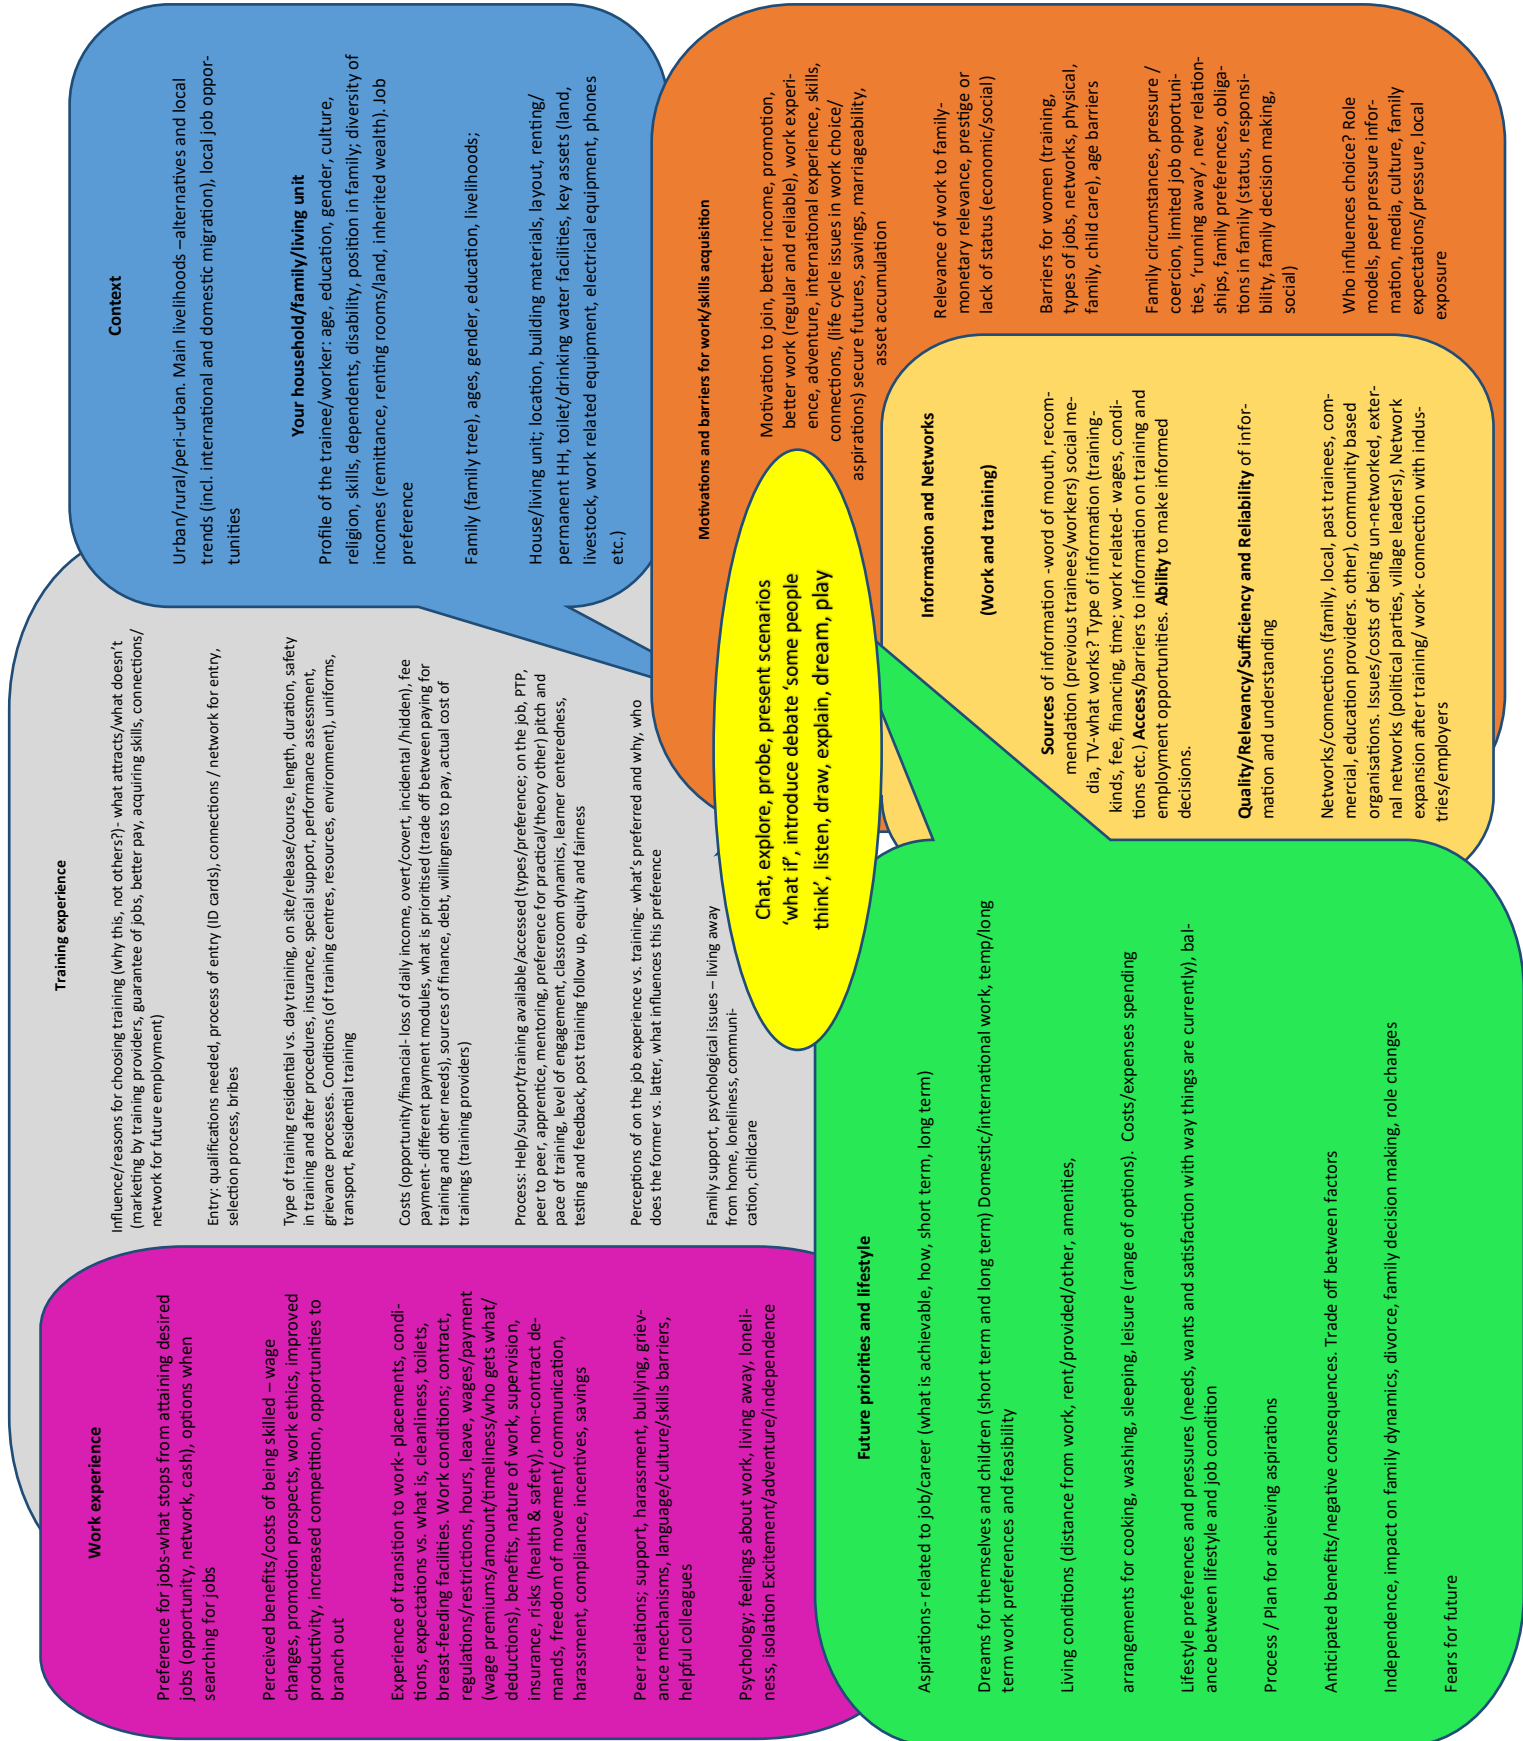 Training experience
Influence/reasons for choosing training (why this, not others?)- what attracts/what doesn't
(marketing by training providers, guarantee of jobs, better pay, acquiring skills, connections/
network for future employment)
Entry: qualifications needed, process of entry (ID cards), connections / network for entry,
selection process, bribes
Type of training residential vs. day training, on site/release/course, length, duration, safety
in training and after procedures, insurance, special support, performance assessment,
grievance processes. Conditions (of training centres, resources, environment), uniforms,
transport, Residential training
Costs (opportunity/financial- loss of daily income, overt/covert, incidental /hidden), fee
payment- different payment modules, what is prioritised (trade off between paying for
training and other needs), sources of finance, debt, willingness to pay, actual cost of
trainings (training providers)
Process: Help/support/training available/accessed (types/preference; on the job, PTP,
peer to peer, apprentice, mentoring, preference for practical/theory other) pitch and
pace of training, level of engagement, classroom dynamics, learner centeredness,
testing and feedback, post training follow up, equity and fairness
Perceptions of on the job experience vs. training- what's preferred and why, who
does the former vs. latter, what influences this preference
Family support, psychological issues – living away
from home, loneliness, communi-
cation, childcare
Work experience
Preference for jobs-what stops from attaining desired
jobs (opportunity, network, cash), options when
searching for jobs
Perceived benefits/costs of being skilled – wage
changes, promotion prospects, work ethics, improved
productivity, increased competition, opportunities to
branch out
Experience of transition to work- placements, condi-
tions, expectations vs. what is, cleanliness, toilets,
breast-feeding facilities. Work conditions; contract,
regulations/restrictions, hours, leave, wages/payment
(wage premiums/amount/timeliness/who gets what/
deductions), benefits, nature of work, supervision,
insurance, risks (health & safety), non-contract de-
mands, freedom of movement/ communication,
harassment, compliance, incentives, savings
Peer relations; support, harassment, bullying, griev-
ance mechanisms, language/culture/skills barriers,
helpful colleagues
Psychology; feelings about work, living away, loneli-
ness, isolation Excitement/adventure/independence
Context
Urban/rural/peri-urban. Main livelihoods –alternatives and local
trends (incl. international and domestic migration), local job oppor-
tunities
Your household/family/living unit
Profile of the trainee/worker: age, education, gender, culture,
religion, skills, dependents, disability, position in family; diversity of
incomes (remittance, renting rooms/land, inherited wealth). Job
preference
Family (family tree), ages, gender, education, livelihoods;
House/living unit; location, building materials, layout, renting/
permanent HH, toilet/drinking water facilities, key assets (land,
livestock, work related equipment, electrical equipment, phones
etc.)
Motivations and barriers for work/skills acquisition
Motivation to join, better income, promotion,
better work (regular and reliable), work experi-
ence, adventure, international experience, skills,
connections, (life cycle issues in work choice/
aspirations) secure futures, savings, marriageability,
asset accumulation
Relevance of work to family-
monetary relevance, prestige or
lack of status (economic/social)
Barriers for women (training,
types of jobs, networks, physical,
family, child care), age barriers
Family circumstances, pressure /
coercion, limited job opportuni-
ties, 'running away', new relation-
ships, family preferences, obliga-
tions in family (status, responsi-
bility, family decision making,
social)
Who influences choice? Role
models, peer pressure infor-
mation, media, culture, family
expectations/pressure, local
exposure
Chat, explore, probe, present scenarios
'what if', introduce debate 'some people
think', listen, draw, explain, dream, play
Information and Networks
(Work and training)
Sources of information -word of mouth, recom-
mendation (previous trainees/workers) social me-
dia, TV-what works? Type of information (training-
kinds, fee, financing, time; work related- wages, condi-
tions etc.) Access/barriers to information on training and
employment opportunities. Ability to make informed
decisions.
Quality/Relevancy/Sufficiency and Reliability of infor-
mation and understanding
Networks/connections (family, local, past trainees, com-
mercial, education providers. other), community based
organisations. Issues/costs of being un-networked, exter-
nal networks (political parties, village leaders), Network
expansion after training/ work- connection with indus-
tries/employers
Future priorities and lifestyle
Aspirations- related to job/career (what is achievable, how, short term, long term)
Dreams for themselves and children (short term and long term) Domestic/international work, temp/long
term work preferences and feasibility
Living conditions (distance from work, rent/provided/other, amenities,
arrangements for cooking, washing, sleeping, leisure (range of options). Costs/expenses spending
Lifestyle preferences and pressures (needs, wants and satisfaction with way things are currently), bal-
ance between lifestyle and job condition
Process / Plan for achieving aspirations
Anticipated benefits/negative consequences. Trade off between factors
Independence, impact on family dynamics, divorce, family decision making, role changes
Fears for future